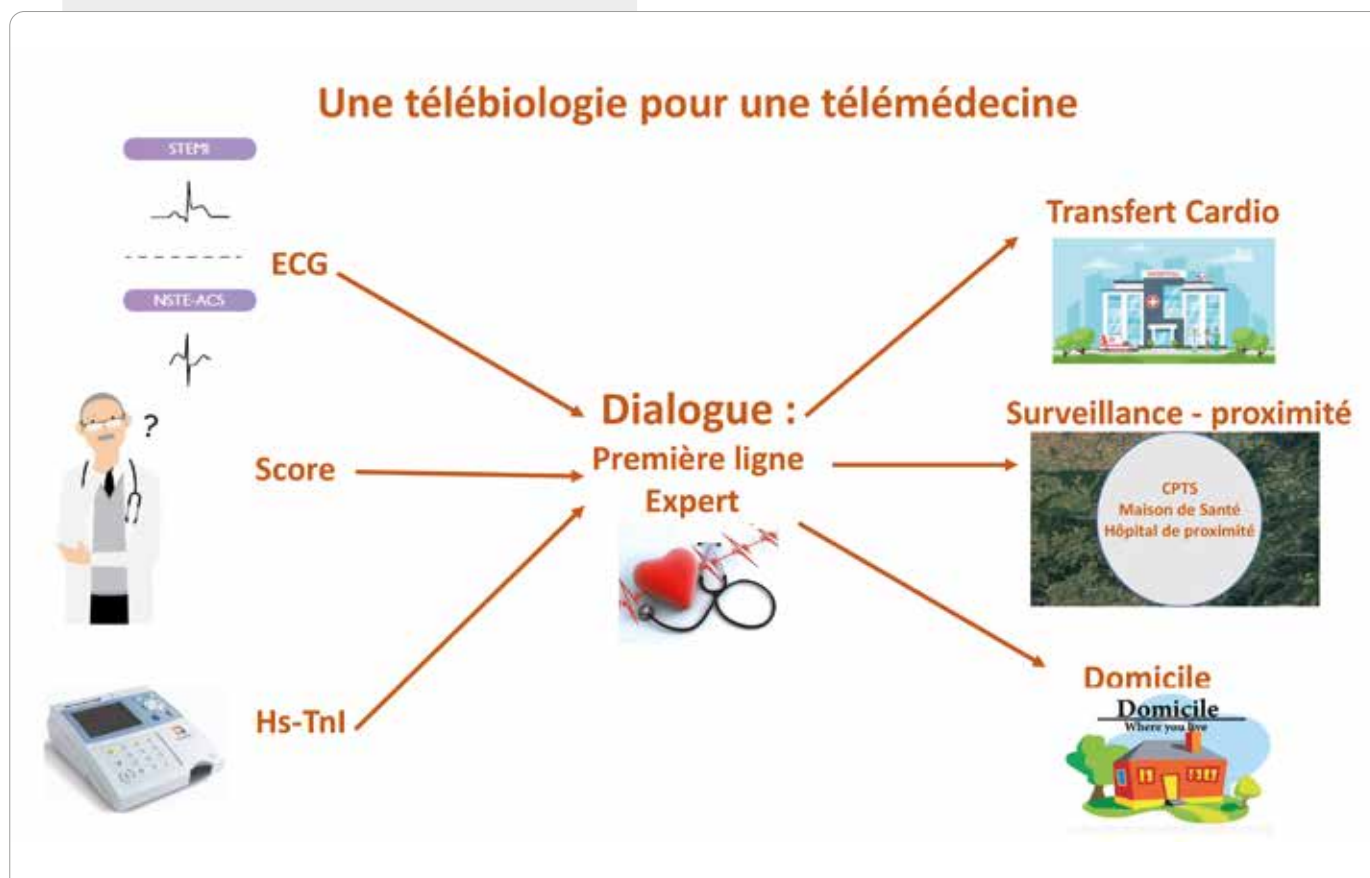 Une télébiologie pour une télémédecine
STEMI
ECG
NSTE-ACS
?
Score
Hs-TnI
Dialogue :
Première ligne
Expert
Transfert Cardio
HOSPITAL
Surveillance - proximité
CPTS
Maison de Santé
Hôpital de proximité
Domicile
Domicile
Where you live